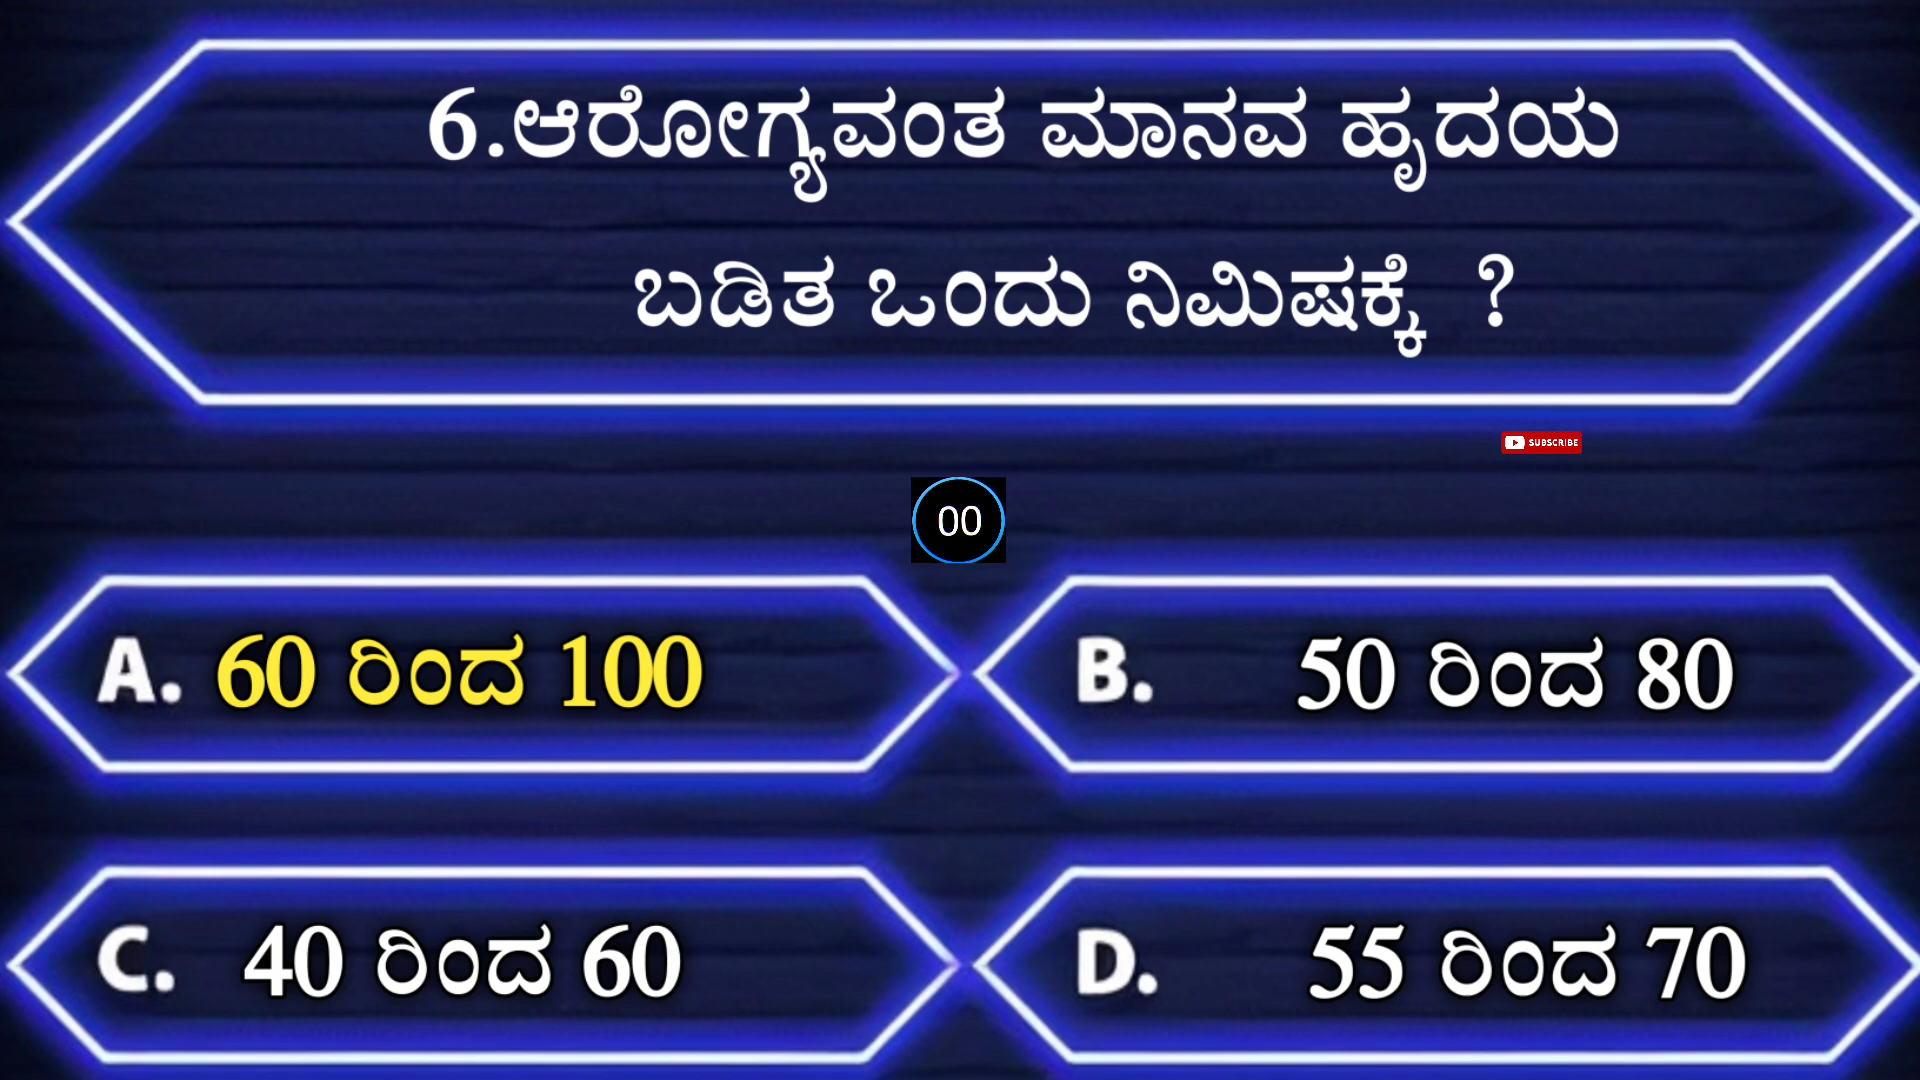 6.ಆರೋಗ್ಯವಂತ ಮಾನವ ಹೃದಯ
ಬಡಿತ ಒಂದು ನಿಮಿಷಕ್ಕೆ ?
SUBSCRIBE
00
A. 60 ರಿಂದ 100
B. 50 ರಿಂದ 80
C. 40 ರಿಂದ 60
D. 55 ರಿಂದ 70